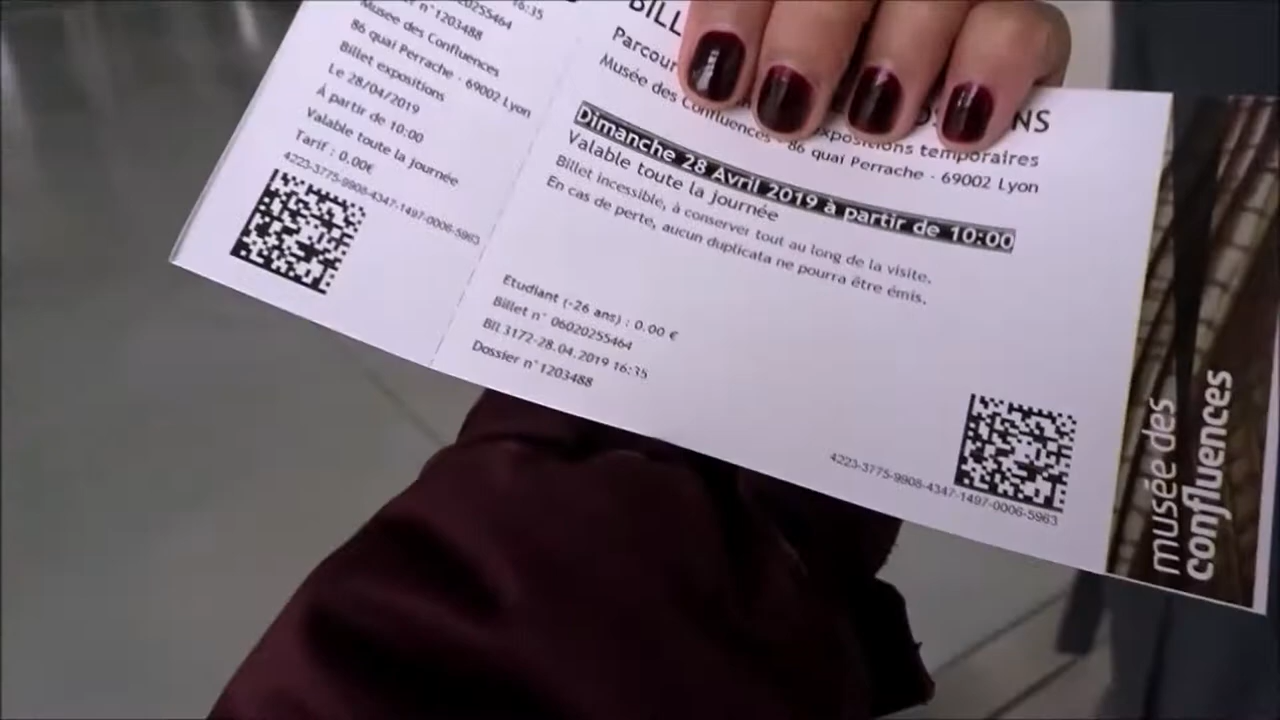 16:35
n°1203488
Musée des Confluences
86 quai Perrache - 69002 Lyon
Billet expositions
Le 28/04/2019
À partir de 10:00
Valable toute la journée
Tarif : 0.00€
4223-3775-9908-4347-1497-0006-5963
Musée des Confluences - 86 quai Perrache - 69002 Lyon
Dimanche 28 Avril 2019 à partir de 10:00
Valable toute la journée
Billet incessible, à conserver tout au long de la visite.
En cas de perte, aucun duplicata ne pourra être émis.
Etudiant (-26 ans) : 0.00 €
Billet n° 06020255464
Bil.3172-28.04.2019 16:35
Dossier n°1203488
4223-3775-9908-4347-1497-0006-5963
musée des
confluences